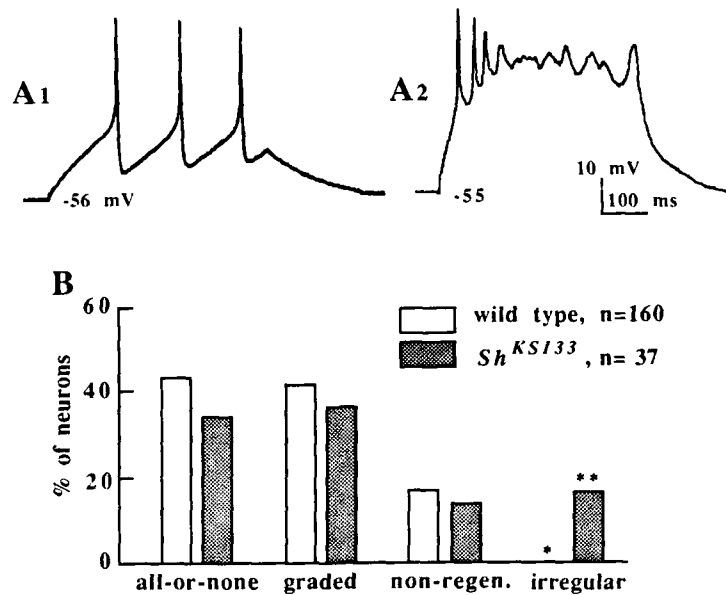 A1
A2
-56 mV
-55
10 mV
100 ms
B
60
40
20
0
% of neurons
wild type, n=160
Sh^KS133, n= 37
*
**
all-or-none graded non-regen. irregular